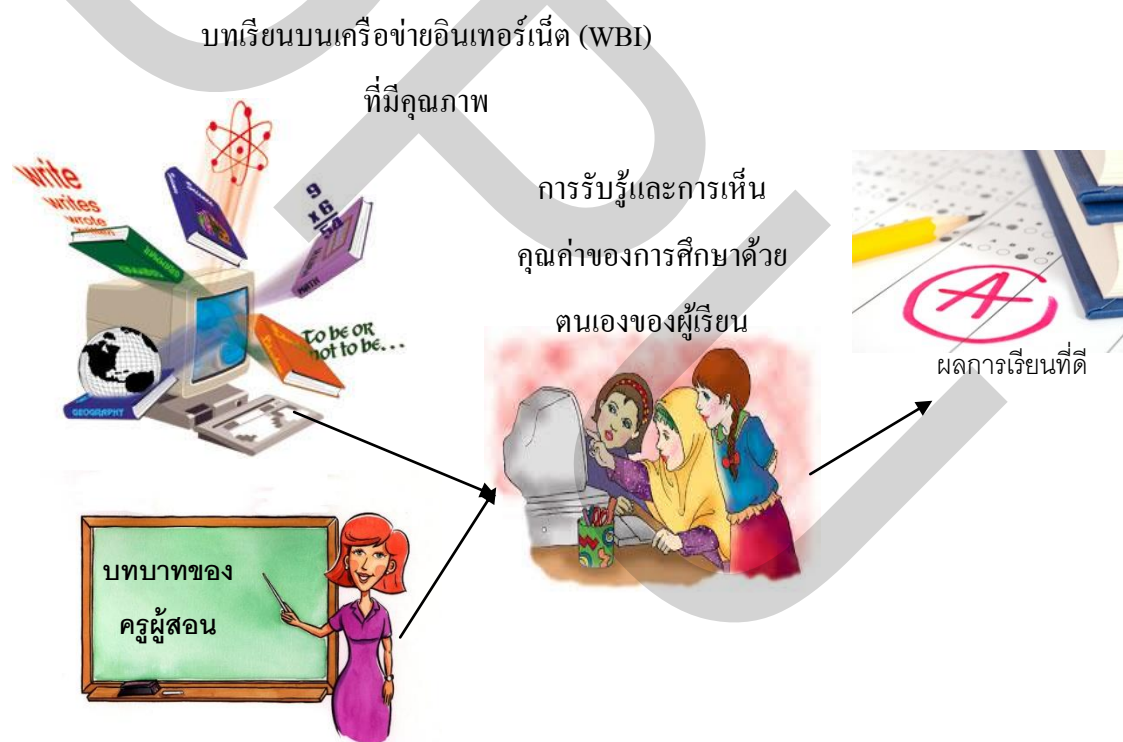 บทเรียนบนเครือข่ายอินเทอร์เน็ต (WBI)
ที่มีคุณภาพ
write
writes
wrote
9
x 6
54
MATH
To be OR
not to be...
GEOGRAPHY
การรับรู้และการเห็น
คุณค่าของการศึกษาด้วย
ตนเองของผู้เรียน
A
ผลการเรียนที่ดี
บทบาทของ
ครูผู้สอน